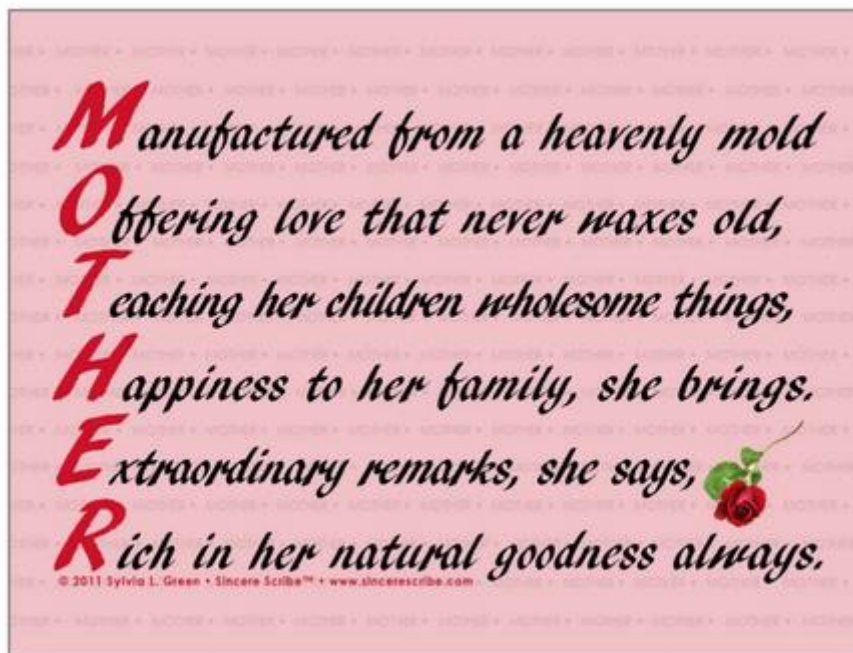 Manufactured from a heavenly mold
Offering love that never waxes old,
Teaching her children wholesome things,
Happiness to her family, she brings.
Extraordinary remarks, she says,
Rich in her natural goodness always.
© 2011 Sylvia L. Green • Sincere Scribe™ • www.sincerescribe.com